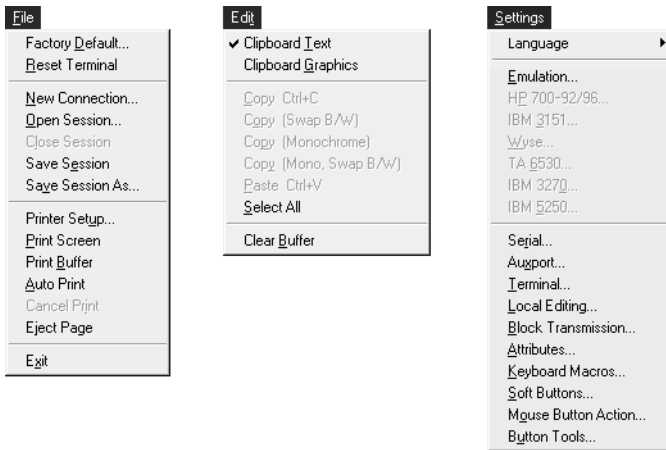 File
Factory Default...
Reset Terminal
New Connection...
Open Session...
Close Session
Save Session
Save Session As...
Printer Setup...
Print Screen
Print Buffer
Auto Print
Cancel Print
Eject Page
Exit
Edit
Clipboard Text
Clipboard Graphics
Copy Ctrl+C
Copy (Swap B/W)
Copy (Monochrome)
Copy (Mono, Swap B/W)
Paste Ctrl+V
Select All
Clear Buffer
Settings
Language
Emulation...
HP 700-92/96...
IBM 3151...
Wyse...
TA 6530...
IBM 3270...
IBM 5250...
Serial...
Auxport...
Terminal...
Local Editing...
Block Transmission...
Attributes...
Keyboard Macros...
Soft Buttons...
Mouse Button Action...
Button Tools...